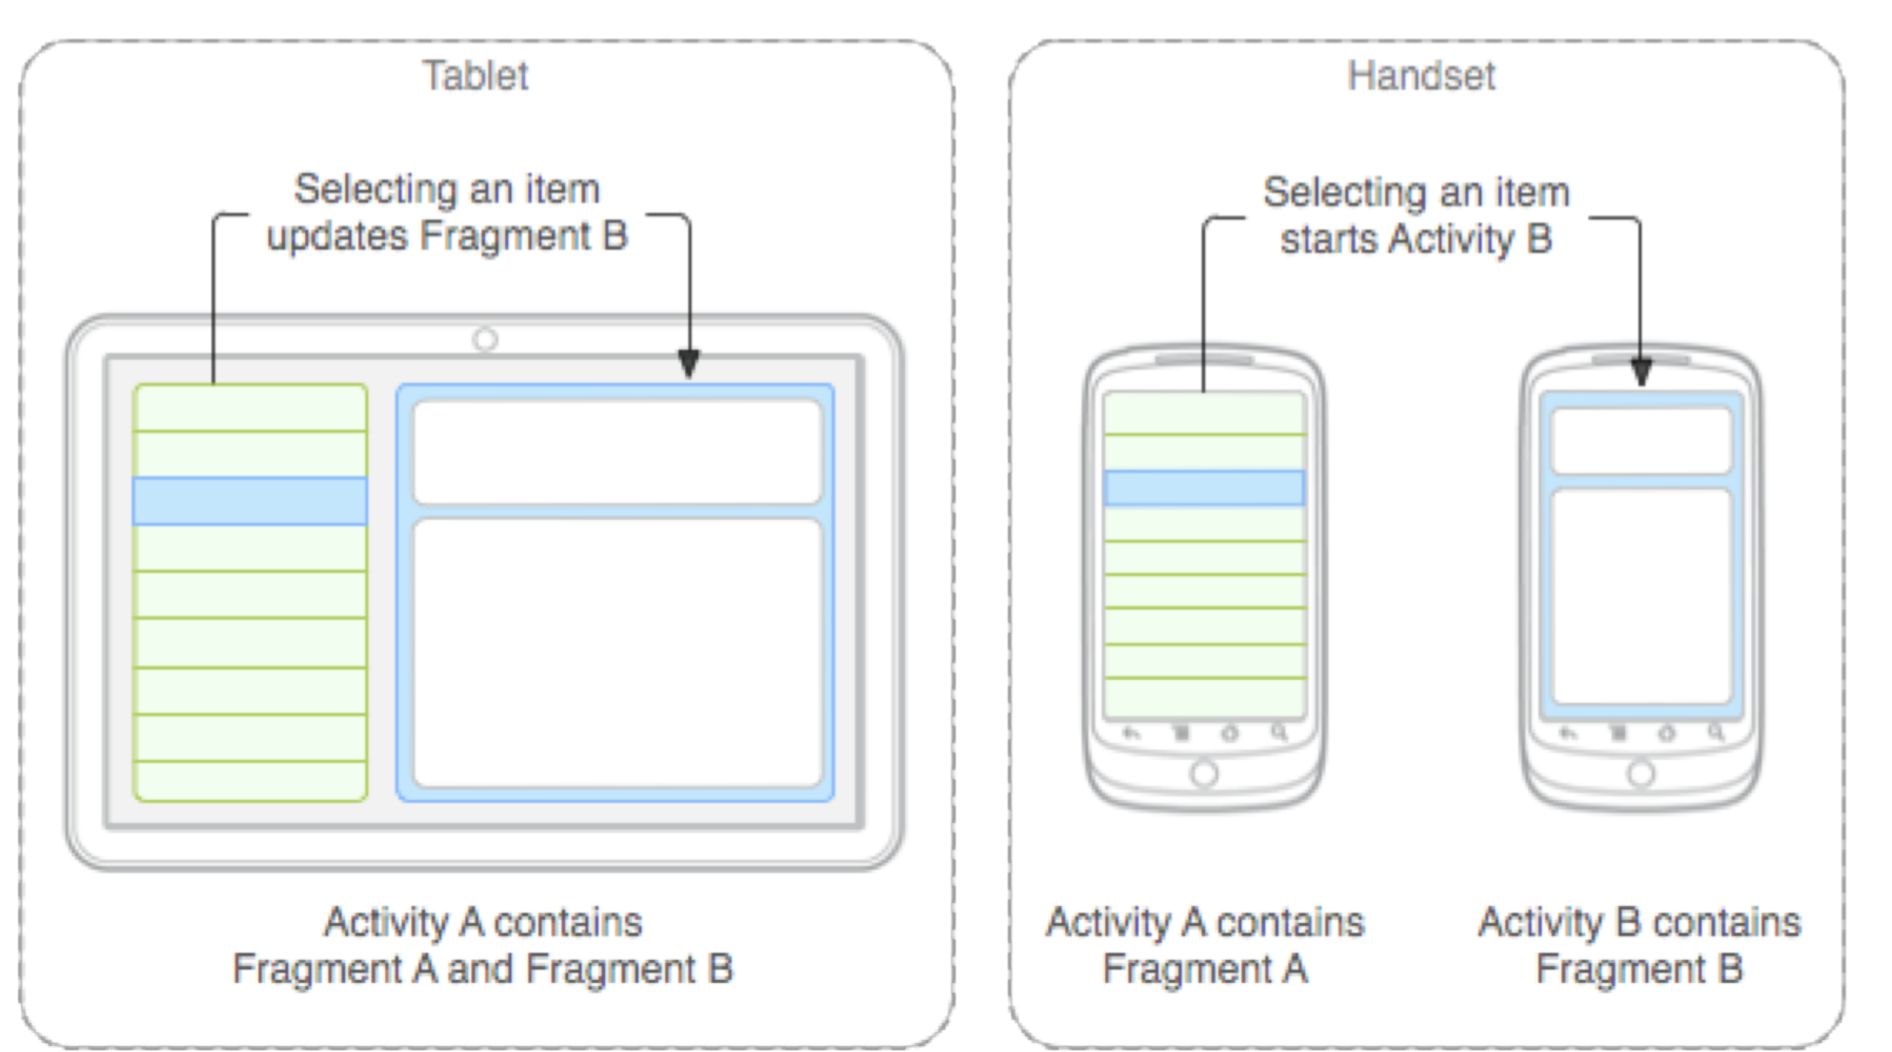 Tablet
Selecting an item
updates Fragment B
Activity A contains
Fragment A and Fragment B
Handset
Selecting an item
starts Activity B
Activity A contains
Fragment A
Activity B contains
Fragment B